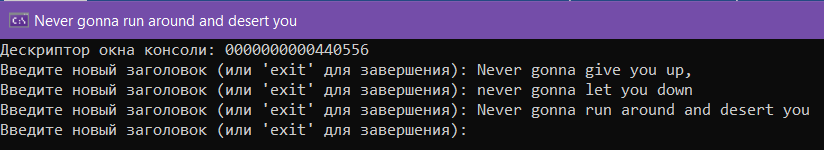 Never gonna run around and desert you
Дескриптор окна консоли: 0000000000440556
Введите новый заголовок (или 'exit' для завершения): Never gonna give you up,
Введите новый заголовок (или 'exit' для завершения): never gonna let you down
Введите новый заголовок (или 'exit' для завершения): Never gonna run around and desert you
Введите новый заголовок (или 'exit' для завершения):